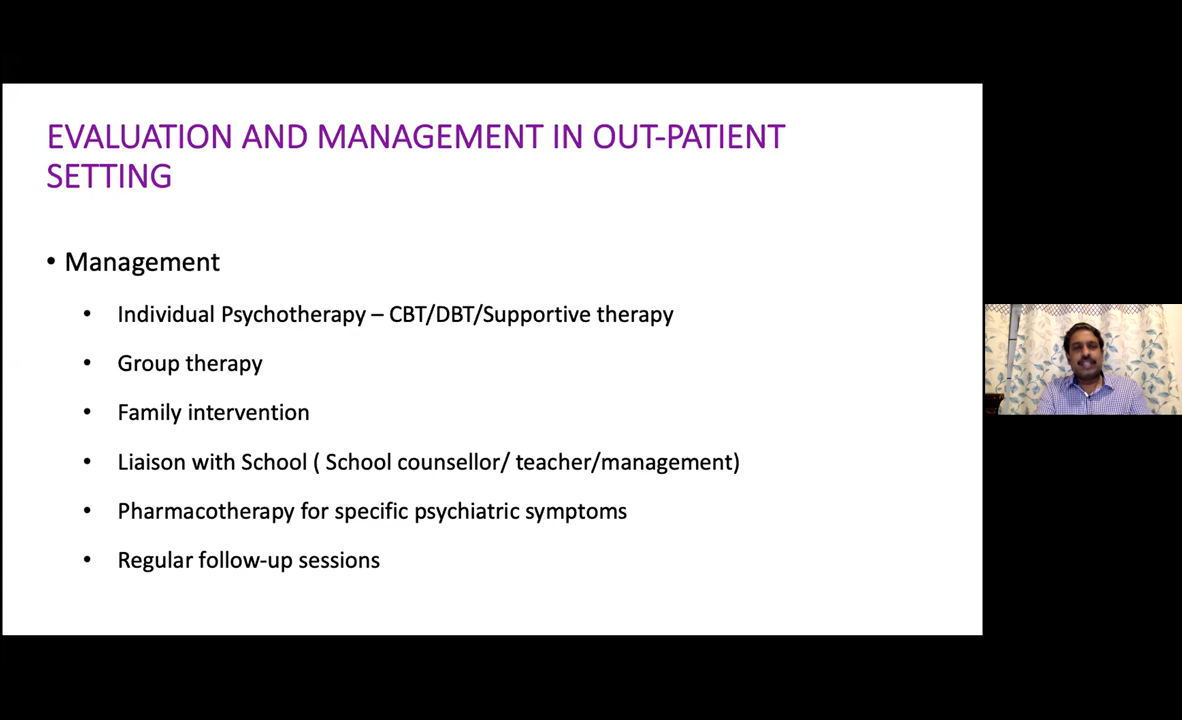 EVALUATION AND MANAGEMENT IN OUT-PATIENT
SETTING
• Management
• Individual Psychotherapy – CBT/DBT/Supportive therapy
• Group therapy
• Family intervention
• Liaison with School ( School counsellor/ teacher/management)
• Pharmacotherapy for specific psychiatric symptoms
• Regular follow-up sessions